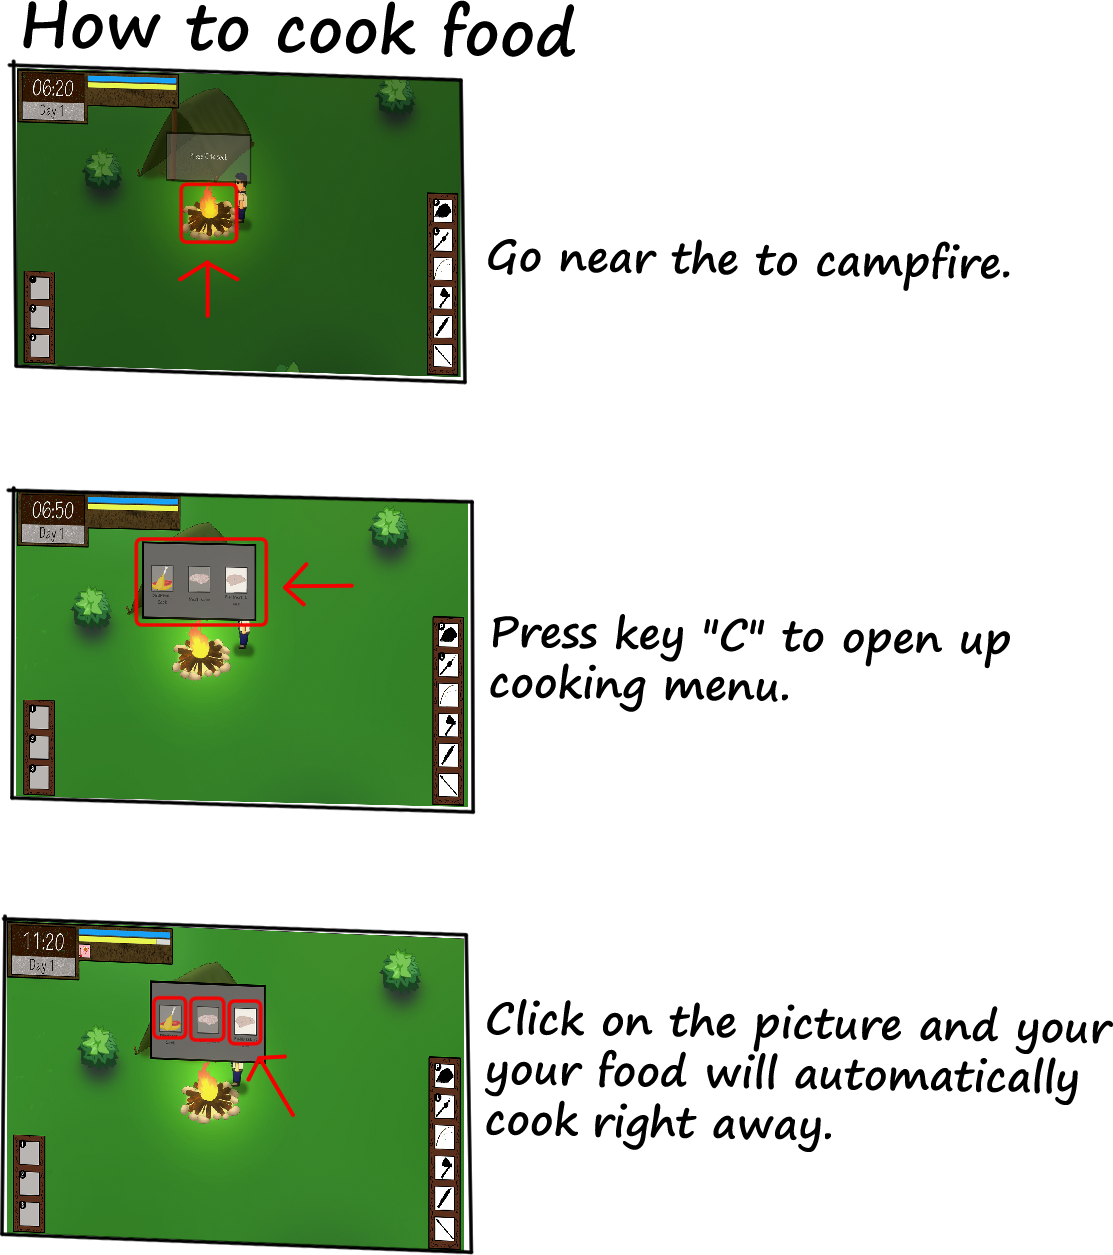 How to cook food
06:20
Day 1
Go near the to campfire.
06:50
Day 1
Press key "C" to open up
cooking menu.
11:20
Day 1
Click on the picture and your
your food will automatically
cook right away.